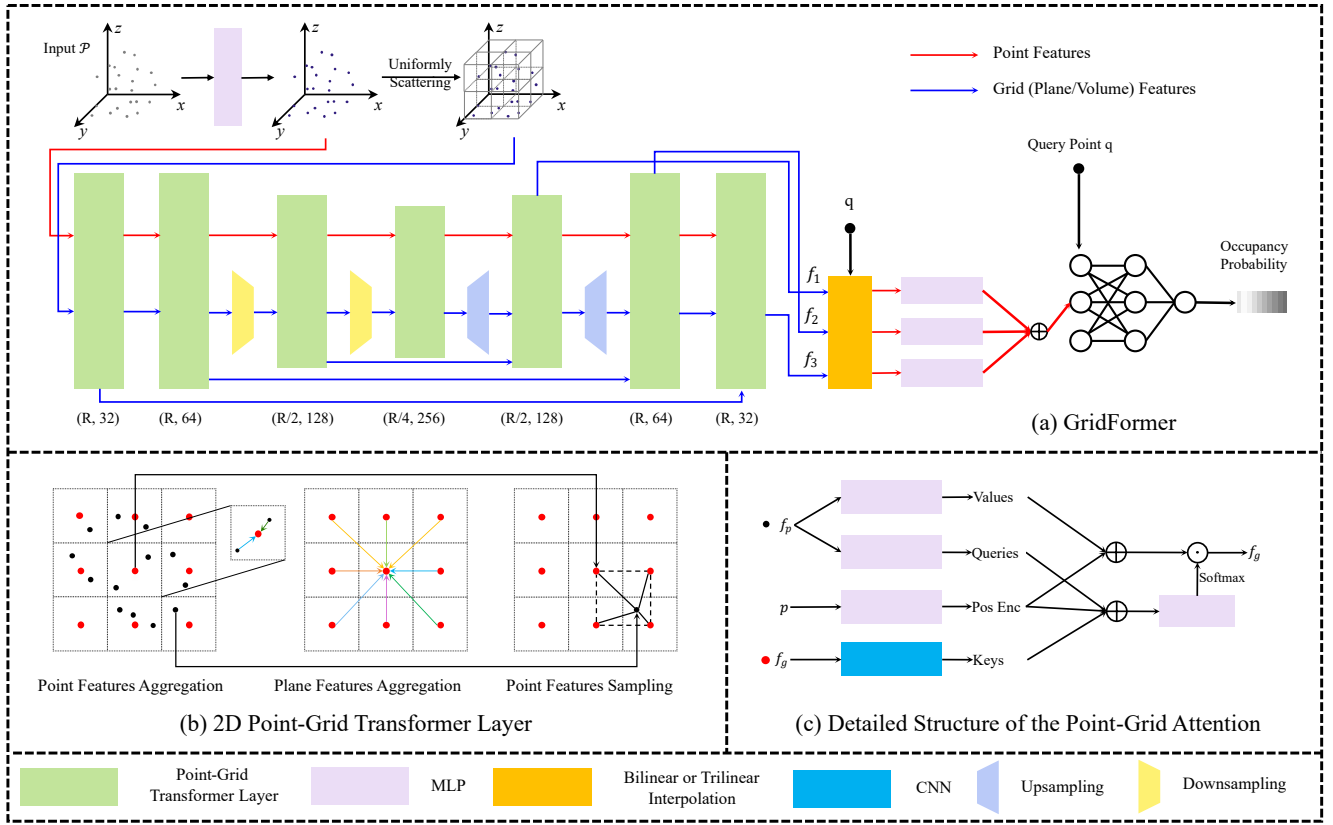 Input 𝒫
z
x
y
z
x
y
Uniformly
Scattering
z
x
y
Point Features
Grid (Plane/Volume) Features
Query Point q
q
Occupancy
Probability
f₁
f₂
f₃
(R, 32)
(R, 64)
(R/2, 128)
(R/4, 256)
(R/2, 128)
(R, 64)
(R, 32)
(a) GridFormer
Point Features Aggregation
Plane Features Aggregation
Point Features Sampling
(b) 2D Point-Grid Transformer Layer
f_p
p
f_g
Values
Queries
Pos Enc
Keys
Softmax
f_g
(c) Detailed Structure of the Point-Grid Attention
Point-Grid
Transformer Layer
MLP
Bilinear or Trilinear
Interpolation
CNN
Upsampling
Downsampling